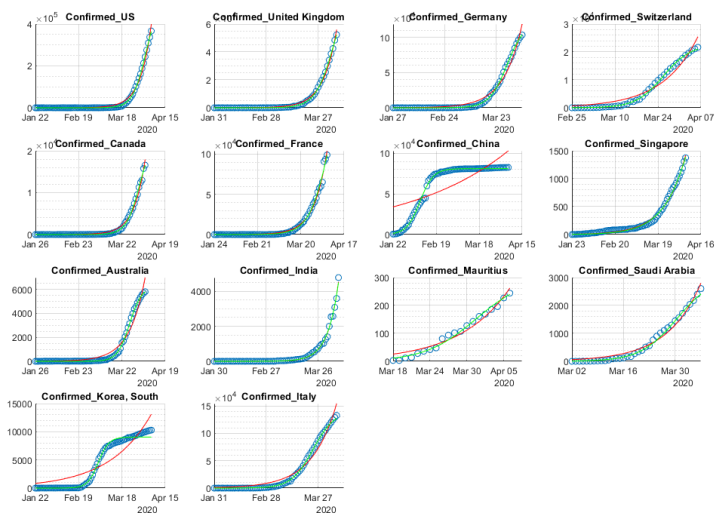 Confirmed_US
4 ×10^5
2
0
Jan 22 Feb 19 Mar 18 Apr 15
2020
Confirmed_United Kingdom
6
4
2
0
Jan 31 Feb 28 Mar 27
2020
Confirmed_Germany
10
5
0
Jan 27 Feb 24 Mar 23
2020
Confirmed_Switzerland
3
2
1
0
Feb 25 Mar 10 Mar 24 Apr 07
2020
Confirmed_Canada
2 ×10
1
0
Jan 26 Feb 23 Mar 22 Apr 19
2020
Confirmed_France
10 ×10^4
5
0
Jan 24 Feb 21 Mar 20 Apr 17
2020
Confirmed_China
10 ×10^4
5
0
Jan 22 Feb 19 Mar 18 Apr 15
2020
Confirmed_Singapore
1500
1000
500
Jan 23 Feb 20 Mar 19 Apr 16
2020
Confirmed_Australia
6000
4000
2000
0
Jan 26 Feb 23 Mar 22 Apr 19
2020
Confirmed_India
4000
2000
0
Jan 30 Feb 27 Mar 26
2020
Confirmed_Mauritius
300
200
100
0
Mar 18 Mar 24 Mar 30 Apr 05
2020
Confirmed_Saudi Arabia
3000
2000
1000
0
Mar 02 Mar 16 Mar 30
2020
Confirmed_Korea, South
15000
10000
5000
0
Jan 22 Feb 19 Mar 18 Apr 15
2020
Confirmed_Italy
15 ×10^4
10
5
0
Jan 31 Feb 28 Mar 27
2020